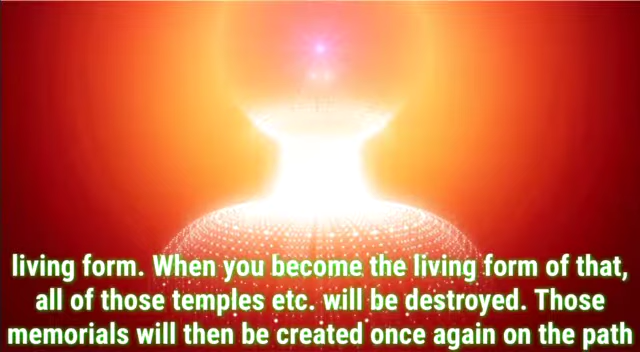 living form. When you become the living form of that,
all of those temples etc. will be destroyed. Those
memorials will then be created once again on the path